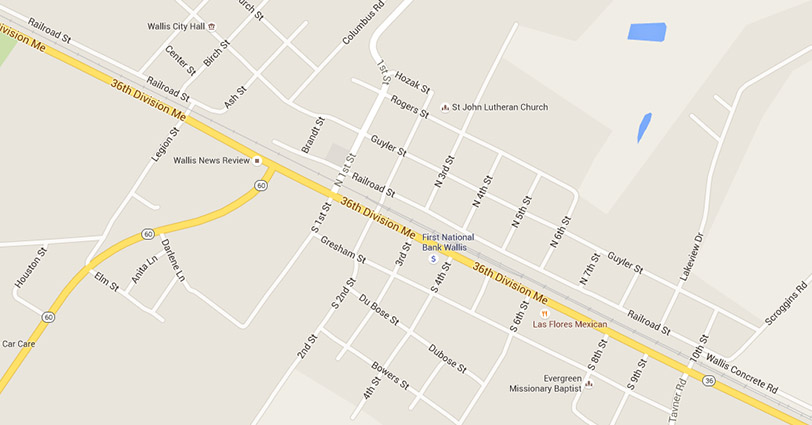 Railroad St
Division Me
Wallis City Hall
Church St
Birch St
Center St
Columbus Rd
Railroad St
36th Division Me
Ash St
1st St
Hozak St
Rogers St
St John Lutheran Church
Legion St
Brandt St
Guyler St
Wallis News Review
60
N 1st St
Railroad St
N 3rd St
N 4th St
N 5th St
N 6th St
36th Division Me
S 1st St
First National
Bank Wallis
$
60
Darlene Ln
Anita Ln
Houston St
Elm St
Gresham St
3rd St
S 4th St
36th Division Me
N 7th St
Guyler St
Lakeview Dr
Scroggins Rd
S 2nd St
Du Bose St
S 6th St
Las Flores Mexican
Railroad St
60
Car Care
2nd St
Dubose St
10th St
Wallis Concrete Rd
Bowers St
4th St
Evergreen
Missionary Baptist
S 8th St
S 9th St
Tavner Rd
36